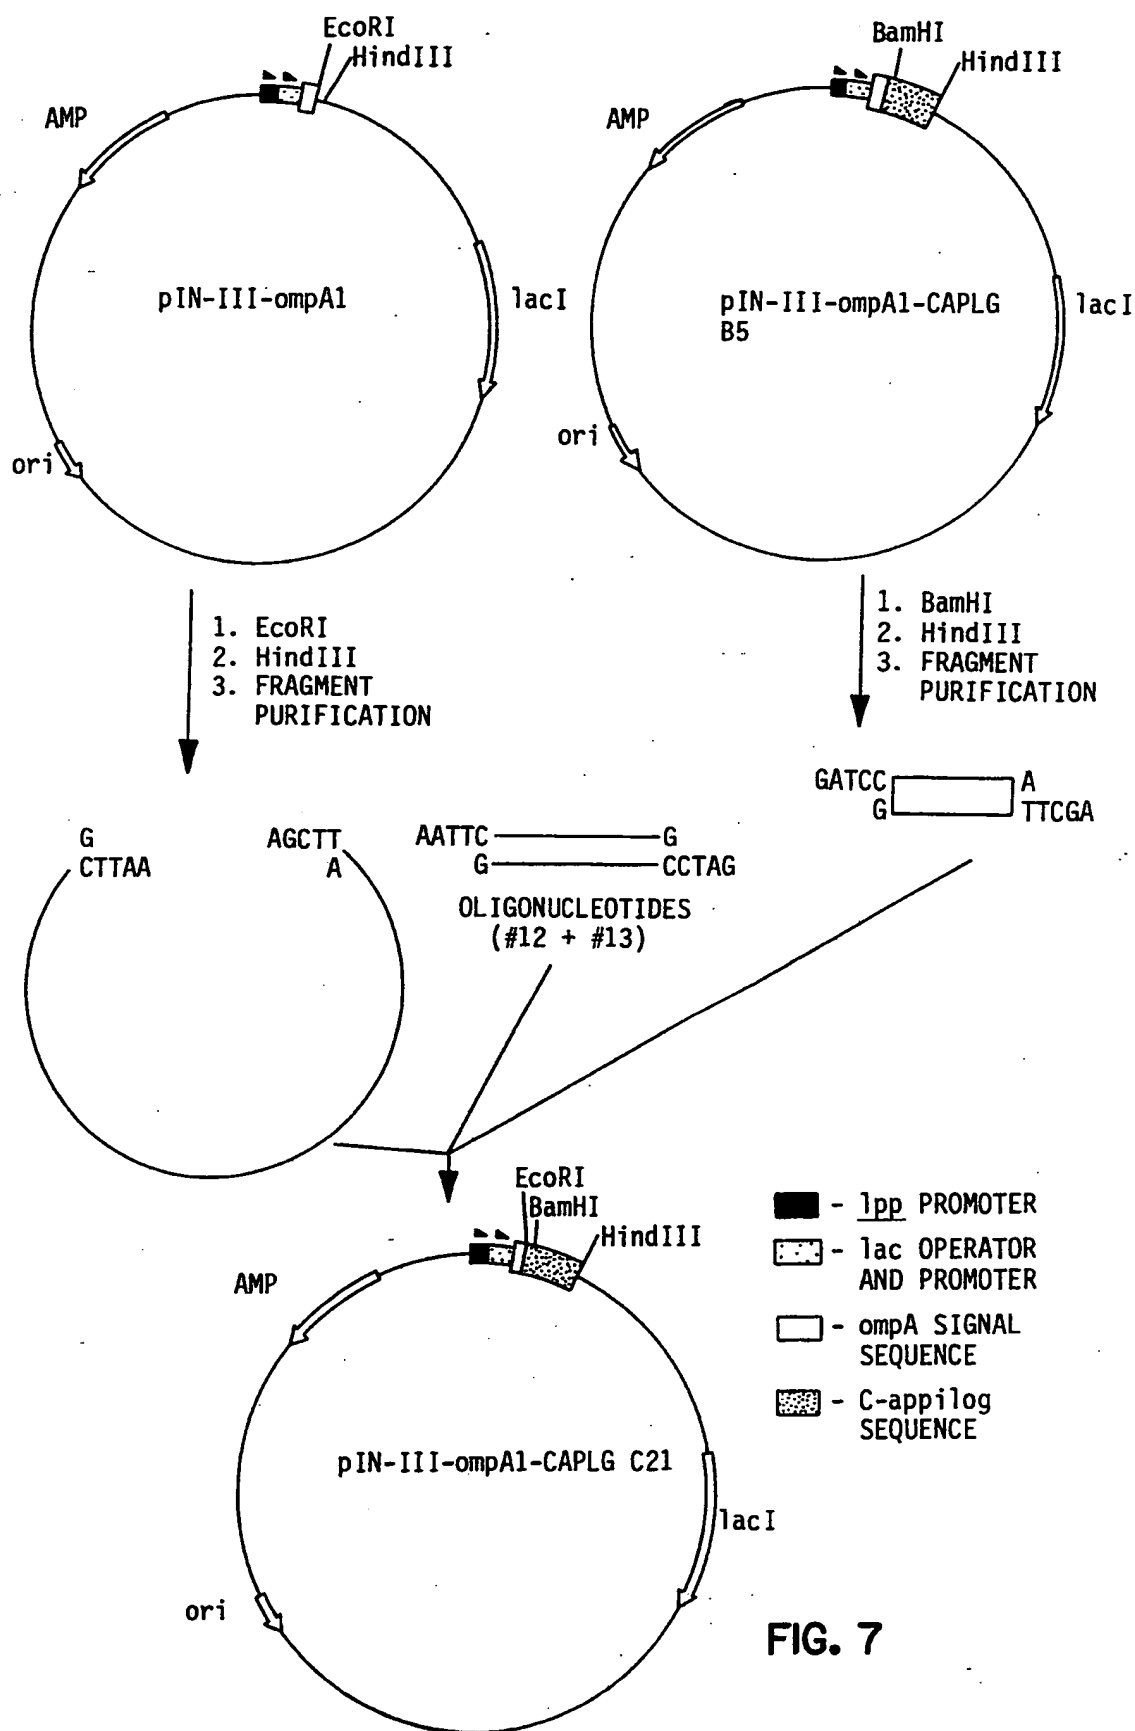 EcoRI
HindIII
AMP
pIN-III-ompA1
lacI
ori
BamHI
HindIII
AMP
pIN-III-ompA1-CAPLG
B5
lacI
ori
1. EcoRI
2. HindIII
3. FRAGMENT
PURIFICATION
1. BamHI
2. HindIII
3. FRAGMENT
PURIFICATION
GATCC A
G TTCGA
G AGCTT
CTTAA A
AATTC G
G CCTAG
OLIGONUCLEOTIDES
(#12 + #13)
EcoRI
BamHI
HindIII
AMP
pIN-III-ompA1-CAPLG C21
lacI
ori
- lpp PROMOTER
- lac OPERATOR
AND PROMOTER
- ompA SIGNAL
SEQUENCE
- C-appilog
SEQUENCE
FIG. 7